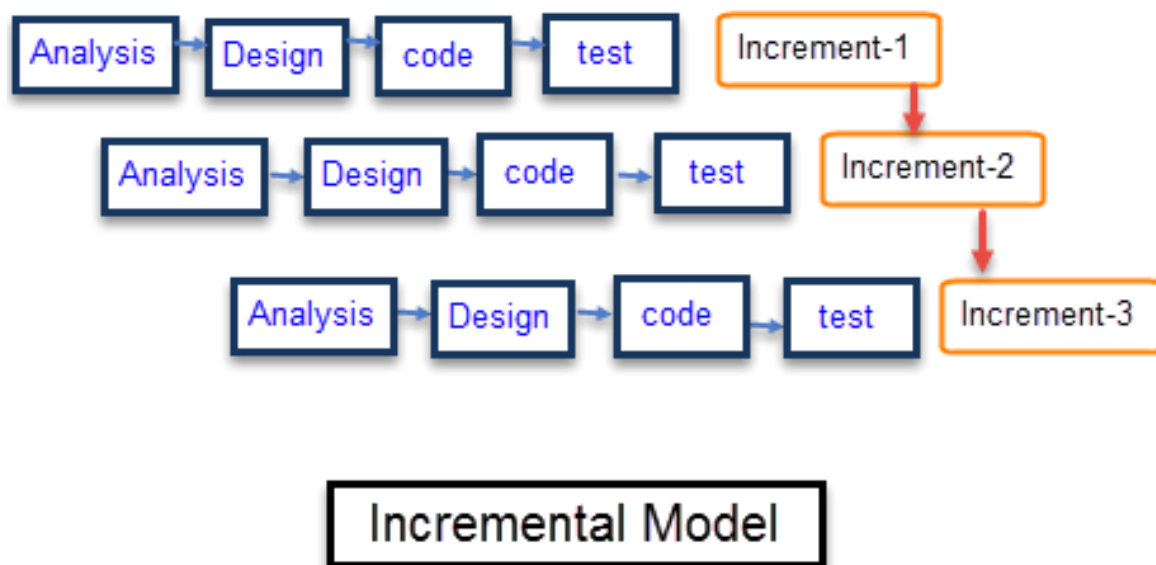 Analysis Design code test Increment-1
Analysis Design code test Increment-2
Analysis Design code test Increment-3
Incremental Model